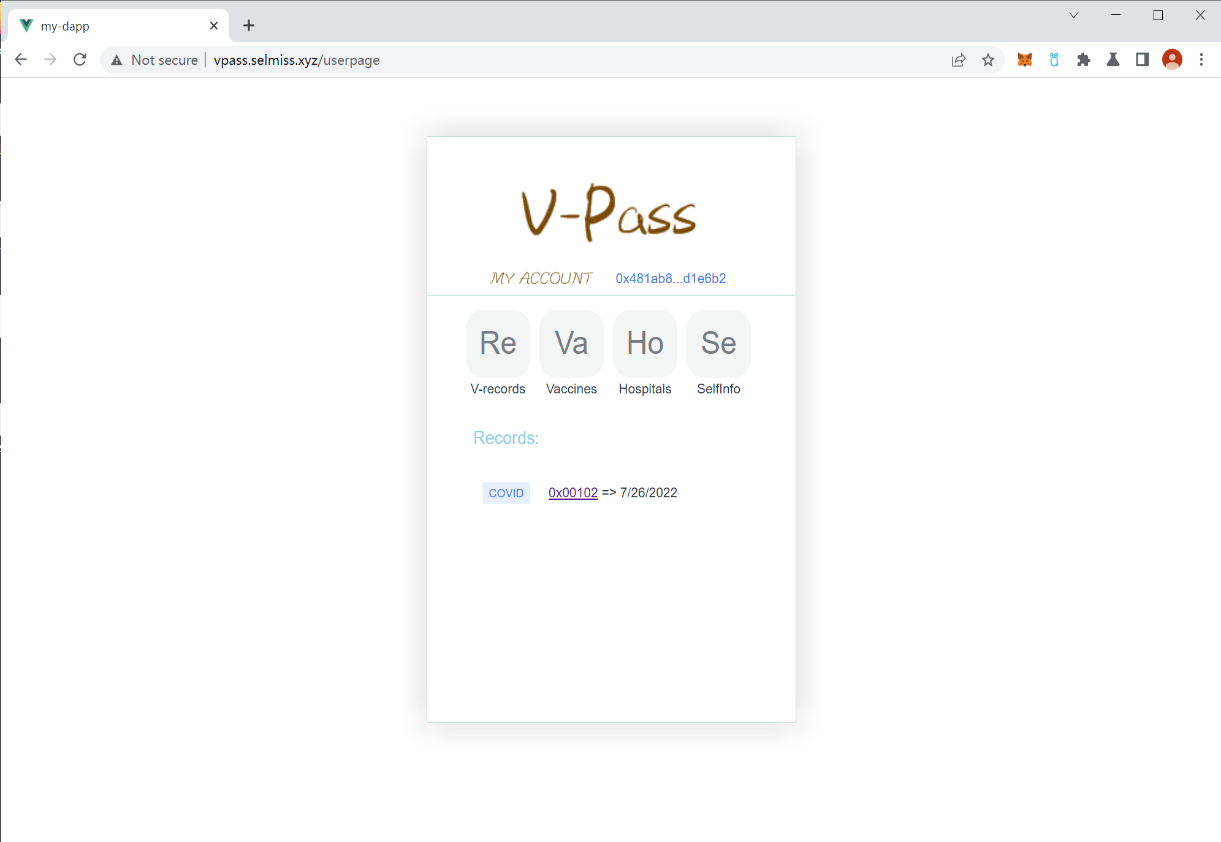 my-dapp
Not secure | vpass.selmiss.xyz/userpage
V-Pass
MY ACCOUNT 0x481ab8...d1e6b2
Re Va Ho Se
V-records Vaccines Hospitals SelfInfo
Records:
COVID 0x00102 => 7/26/2022